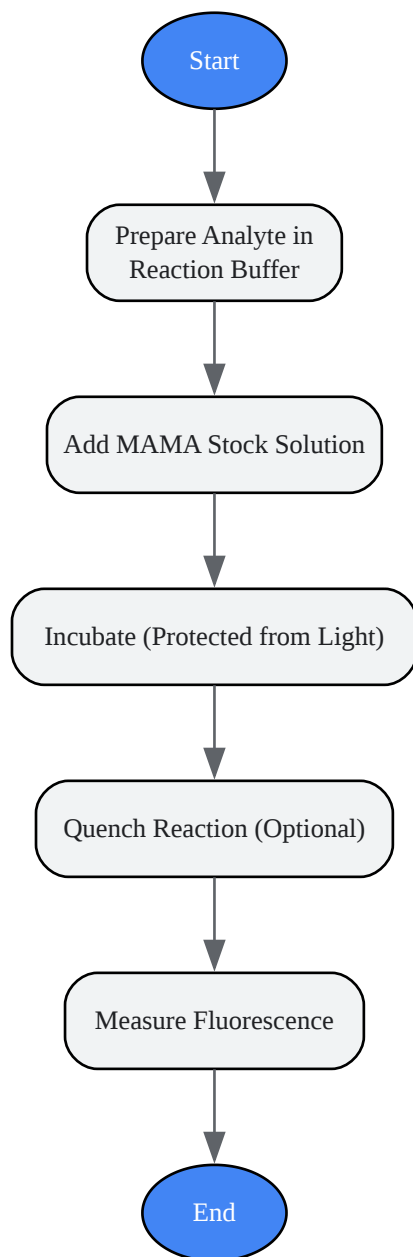 Start
Prepare Analyte in
Reaction Buffer
Add MAMA Stock Solution
Incubate (Protected from Light)
Quench Reaction (Optional)
Measure Fluorescence
End